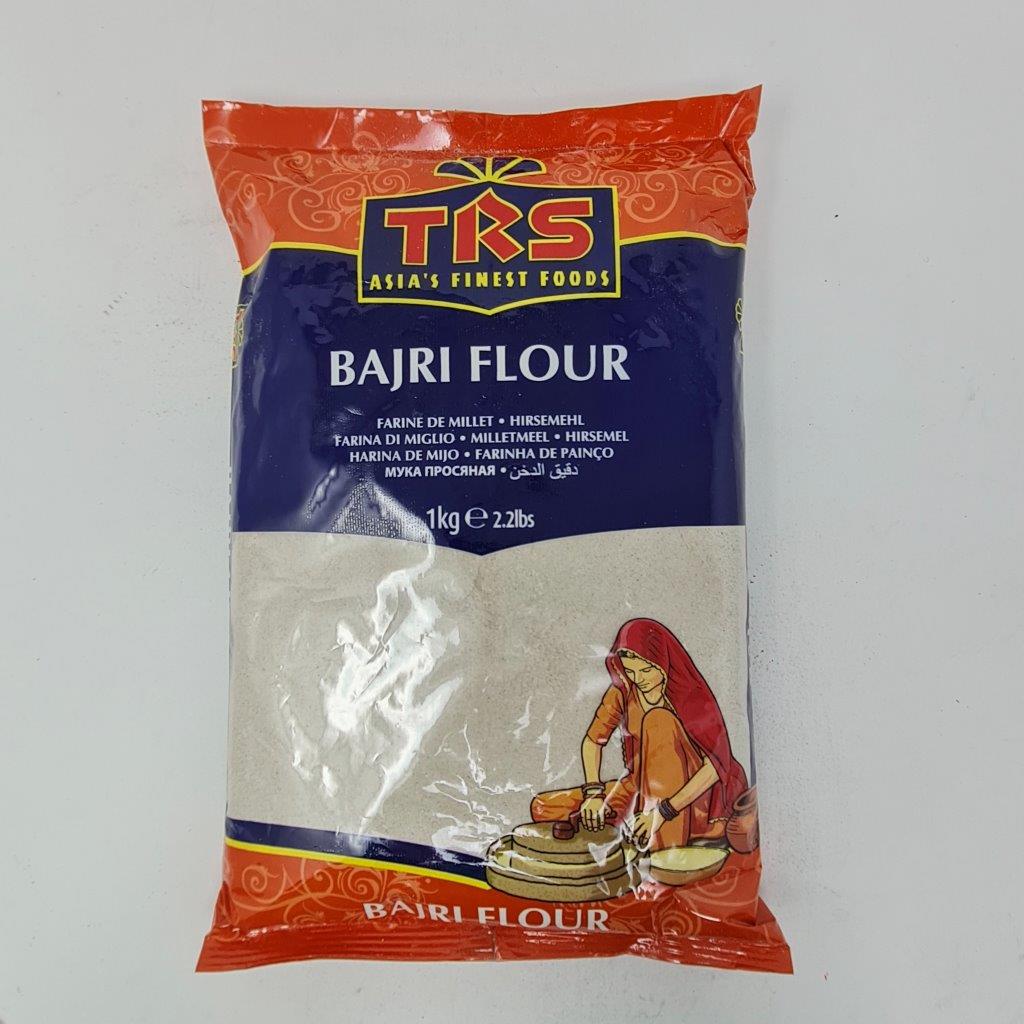 TRS
ASIA'S FINEST FOODS
BAJRI FLOUR
FARINE DE MILLET • HIRSEMEHL
FARINA DI MIGLIO • MILLETMEEL • HIRSEMEL
HARINA DE MIJO • FARINHA DE PAINÇO
МУКА ПРОСЯНАЯ • دقيق الدخن
1kg ℮ 2.2lbs
BAJRI FLOUR